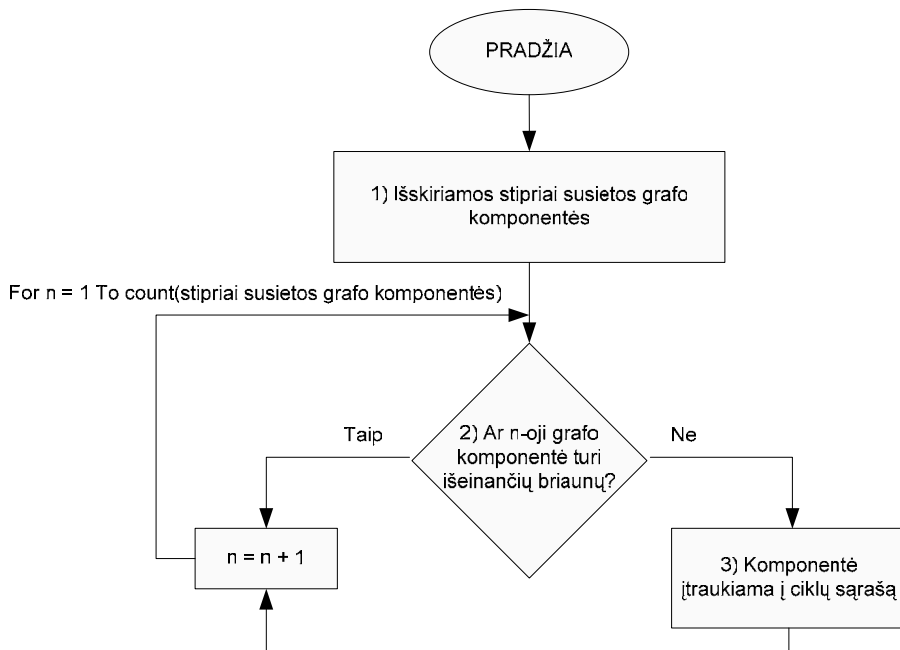 PRADŽIA
1) Išskiriamos stipriai susietos grafo
komponentės
For n = 1 To count(stipriai susietos grafo komponentės)
Taip
2) Ar n-oji grafo
komponentė turi
išeinančių briaunų?
Ne
n = n + 1
3) Komponentė
įtraukiama į ciklų sąrašą